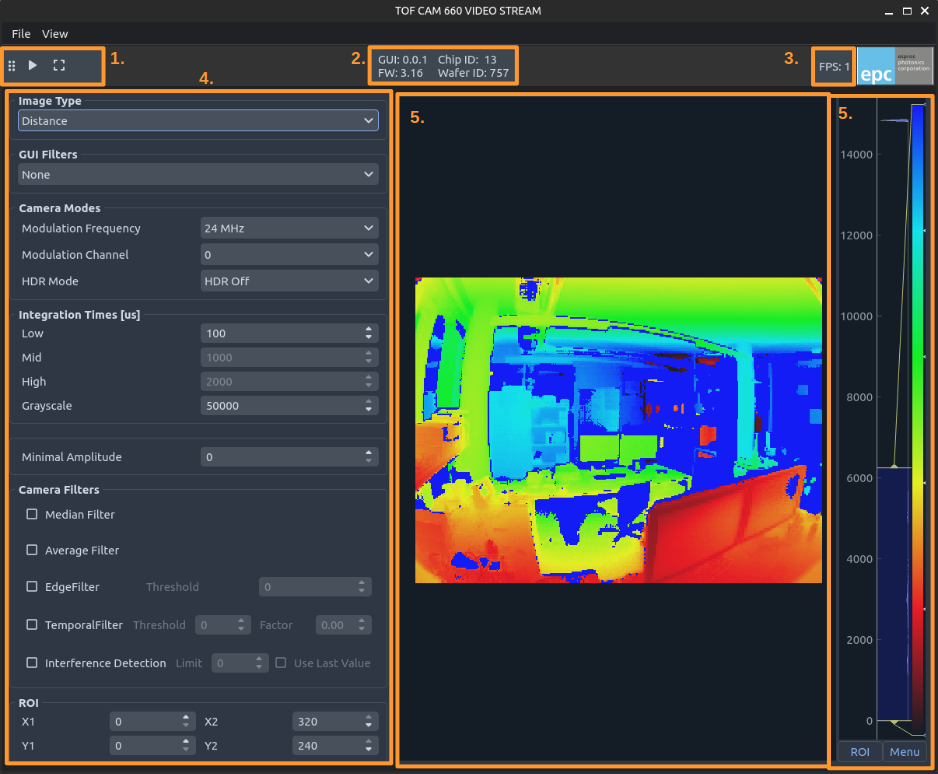 TOF CAM 660 VIDEO STREAM
File View
1.
2.
GUI: 0.0.1 Chip ID: 13
FW: 3.16 Wafer ID: 757
3.
FPS: 1
epc
espros
photonics
corporation
4.
Image Type
Distance
GUI Filters
None
Camera Modes
Modulation Frequency 24 MHz
Modulation Channel 0
HDR Mode HDR Off
Integration Times [us]
Low 100
Mid 1000
High 2000
Grayscale 50000
Minimal Amplitude 0
Camera Filters
Median Filter
Average Filter
EdgeFilter Threshold 0
TemporalFilter Threshold 0 Factor 0.00
Interference Detection Limit 0 Use Last Value
ROI
X1 0 X2 320
Y1 0 Y2 240
5.
5.
14000
12000
10000
8000
6000
4000
2000
0
ROI Menu